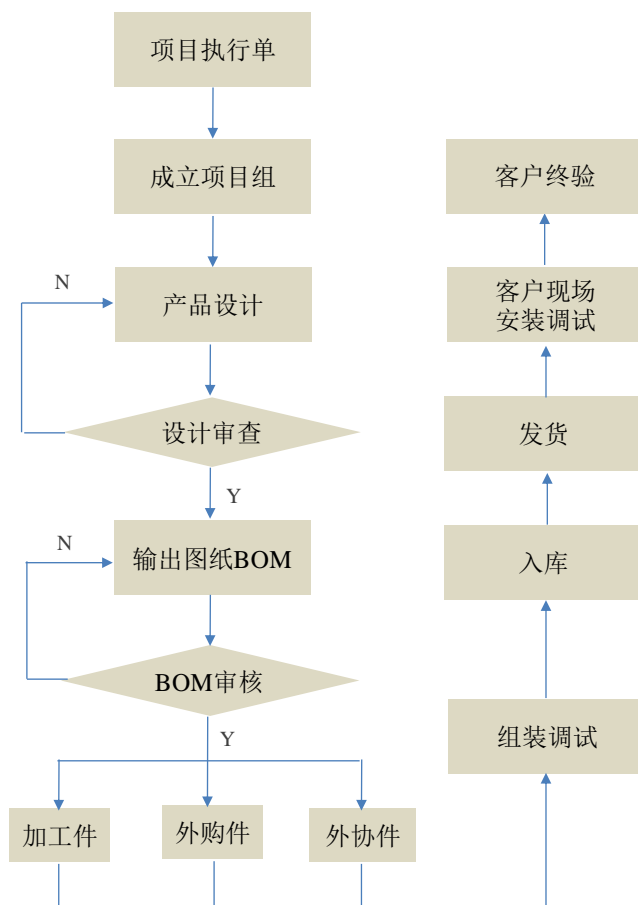 项目执行单
成立项目组
N
产品设计
设计审查
Y
N
输出图纸BOM
BOM审核
Y
加工件
外购件
外协件
客户终验
客户现场
安装调试
发货
入库
组装调试